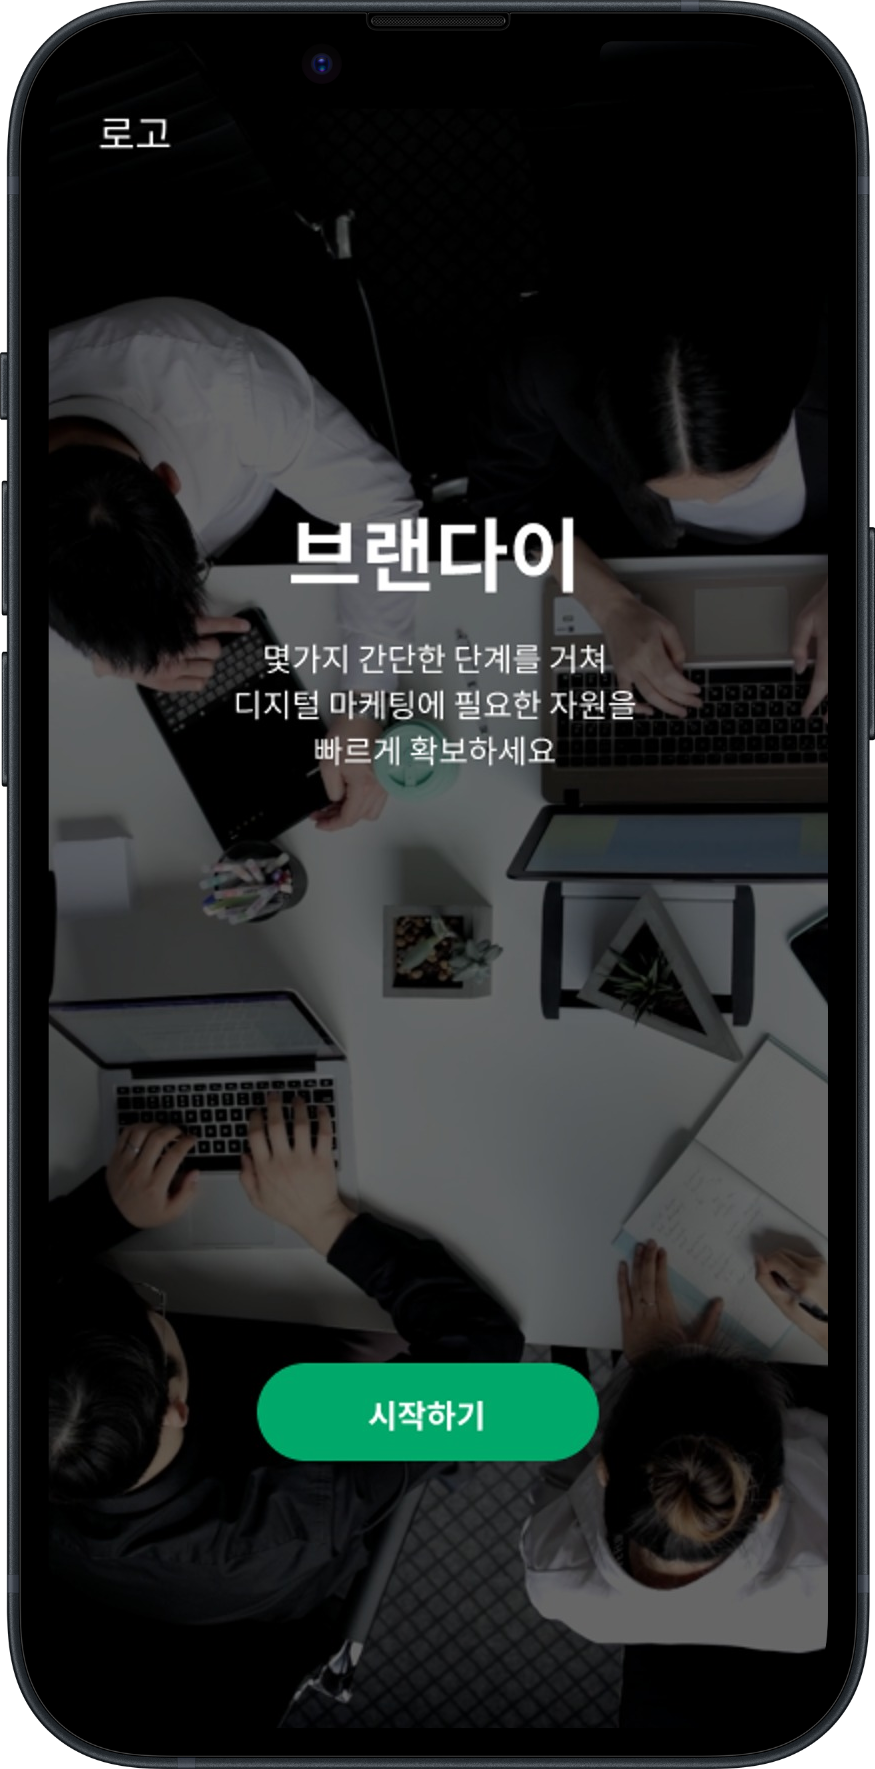 로고
브랜다이
몇가지 간단한 단계를 거쳐
디지털 마케팅에 필요한 자원을
빠르게 확보하세요
시작하기